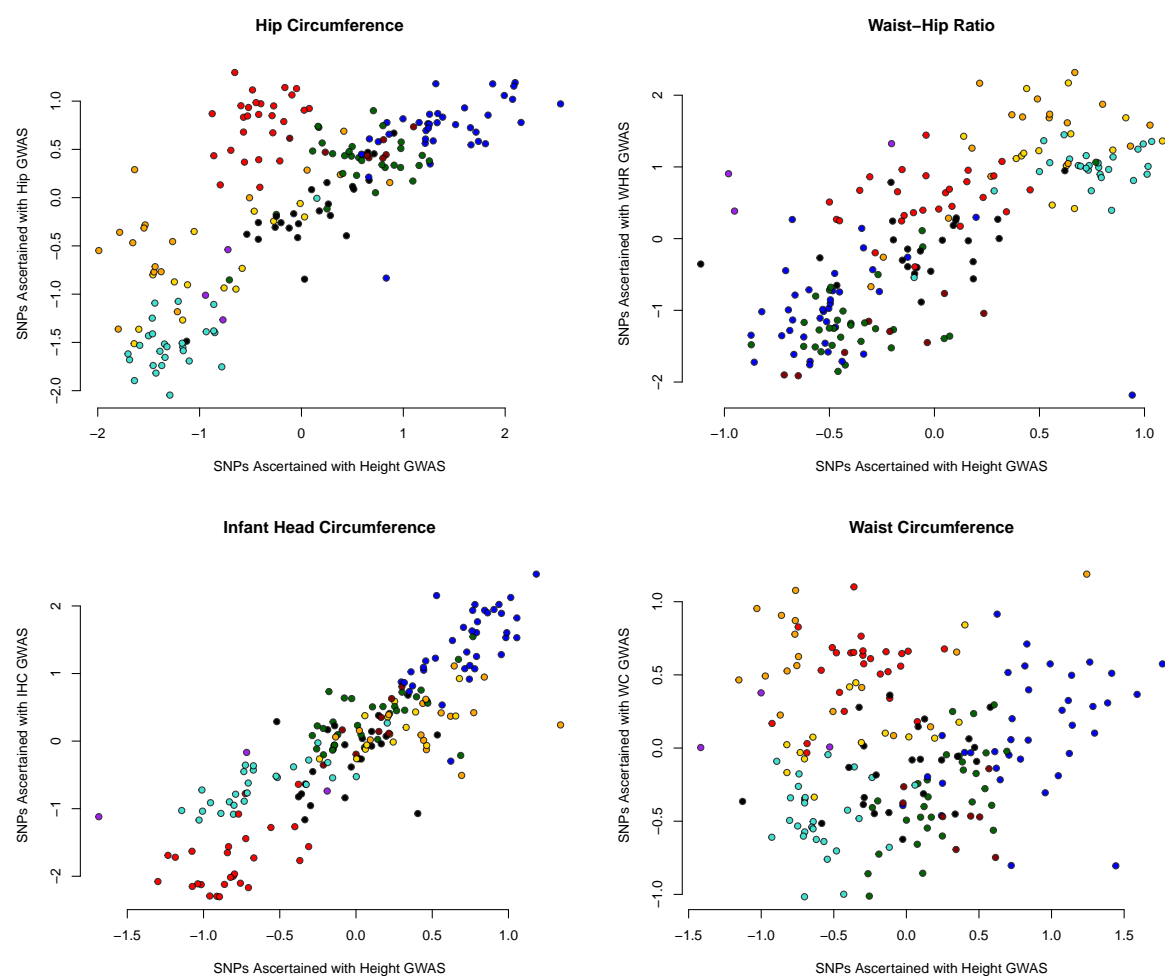 Hip Circumference
SNPs Ascertained with Hip GWAS
1.0
0.5
0.0
−0.5
−1.0
−1.5
−2.0
−2 −1 0 1 2
SNPs Ascertained with Height GWAS
Waist−Hip Ratio
SNPs Ascertained with WHR GWAS
2
1
0
−1
−2
−1.0 −0.5 0.0 0.5 1.0
SNPs Ascertained with Height GWAS
Infant Head Circumference
SNPs Ascertained with IHC GWAS
2
1
0
−1
−2
−1.5 −1.0 −0.5 0.0 0.5 1.0
SNPs Ascertained with Height GWAS
Waist Circumference
SNPs Ascertained with WC GWAS
1.0
0.5
0.0
−0.5
−1.0
−1.5 −1.0 −0.5 0.0 0.5 1.0 1.5
SNPs Ascertained with Height GWAS